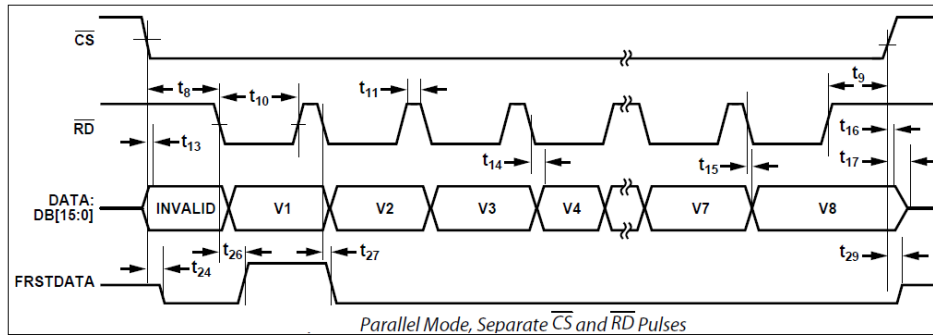 CS
t8 t10 t11 t9
RD
t13 t14 t15 t16
t17
DATA:
DB[15:0]
INVALID V1 V2 V3 V4 V7 V8
t24 t26 t27 t29
FRSTDATA
Parallel Mode, Separate CS and RD Pulses